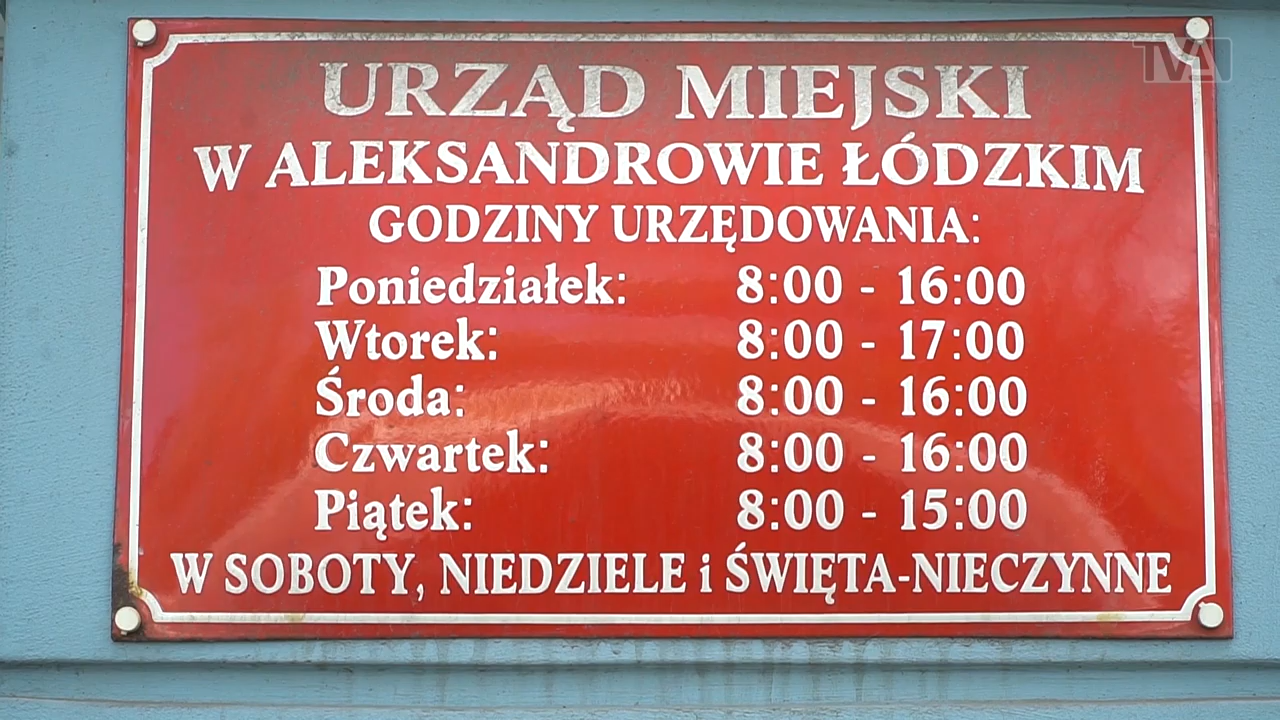 TVA
URZĄD MIEJSKI
W ALEKSANDROWIE ŁÓDZKIM
GODZINY URZĘDOWANIA:
Poniedziałek: 8:00 - 16:00
Wtorek: 8:00 - 17:00
Środa: 8:00 - 16:00
Czwartek: 8:00 - 16:00
Piątek: 8:00 - 15:00
W SOBOTY, NIEDZIELE i ŚWIĘTA-NIECZYNNE